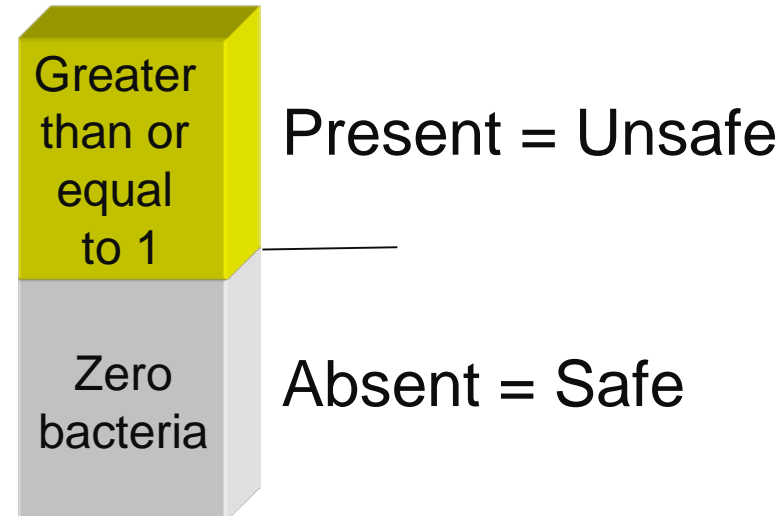 Greater
than or
equal
to 1
Present = Unsafe
Zero
bacteria
Absent = Safe